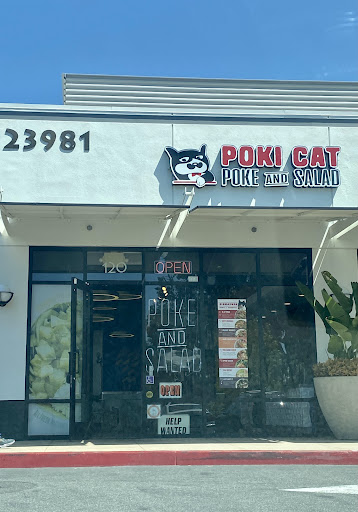 23981
POKI CAT
POKE AND SALAD
120
OPEN
POKE
AND
SALAD
OPEN
HELP
WANTED